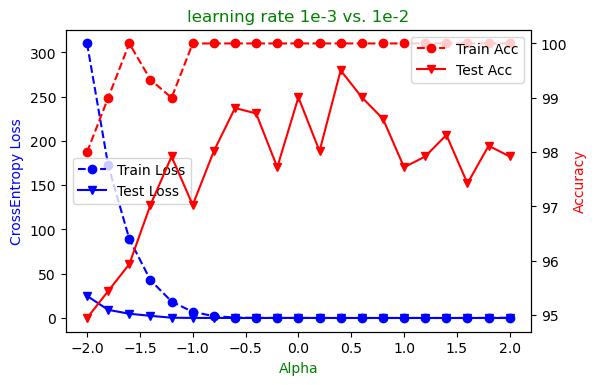 learning rate 1e-3 vs. 1e-2
CrossEntropy Loss
300
250
200
150
100
50
0
Train Acc
Test Acc
Train Loss
Test Loss
100
99
98
97
96
95
Accuracy
−2.0 −1.5 −1.0 −0.5 0.0 0.5 1.0 1.5 2.0
Alpha